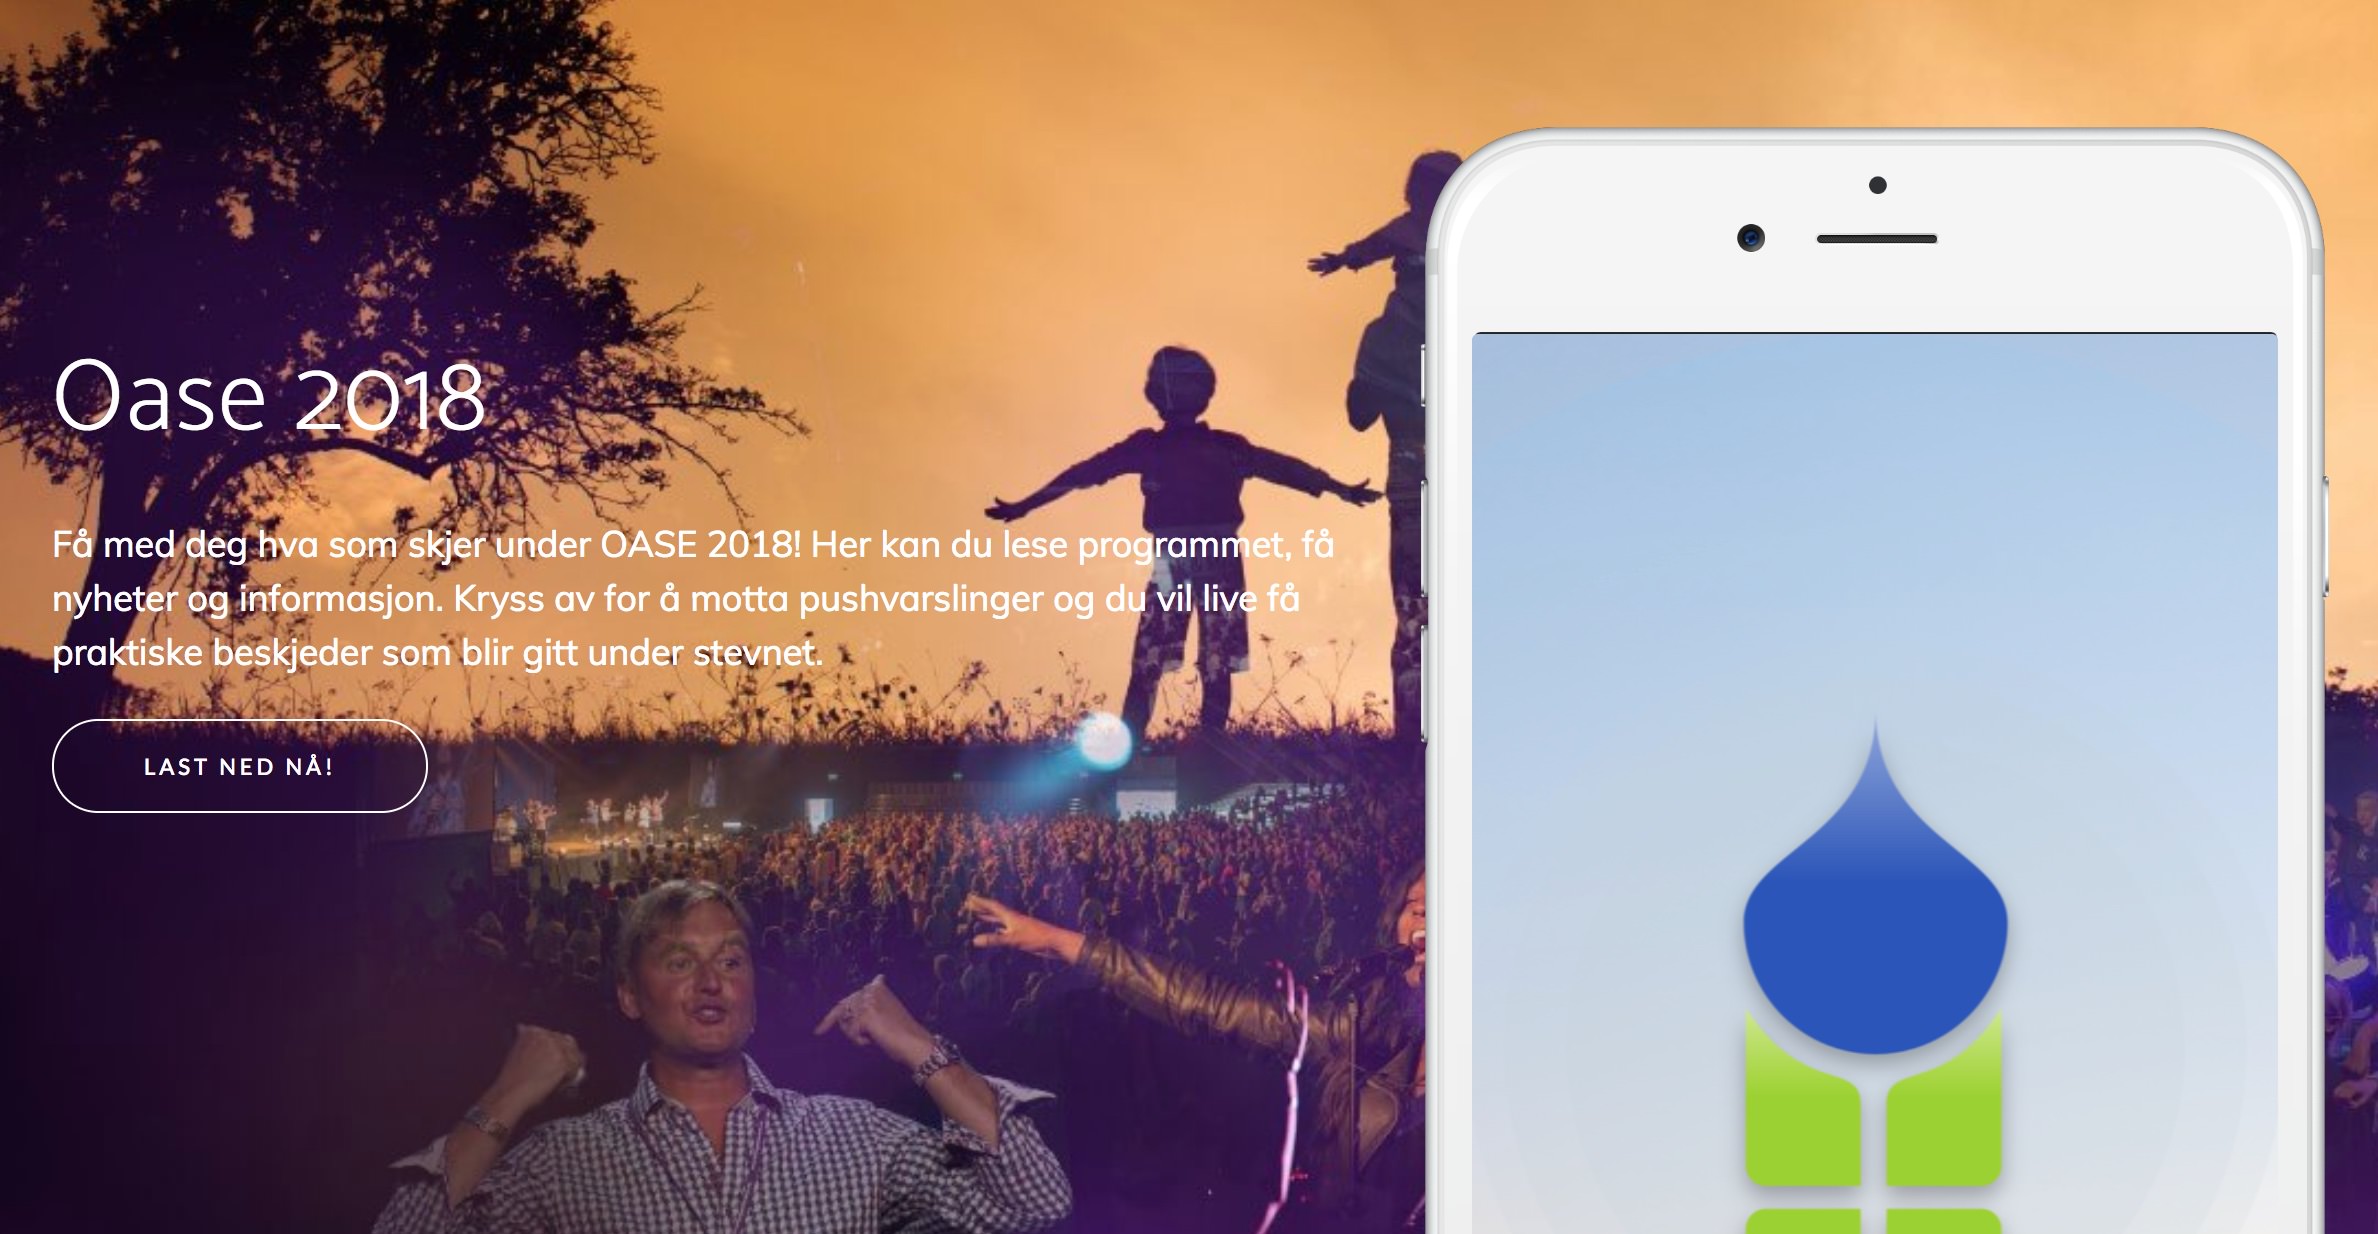 Oase 2018
Få med deg hva som skjer under OASE 2018! Her kan du lese programmet, få
nyheter og informasjon. Kryss av for å motta pushvarslinger og du vil live få
praktiske beskjeder som blir gitt under stevnet.
LAST NED NÅ!